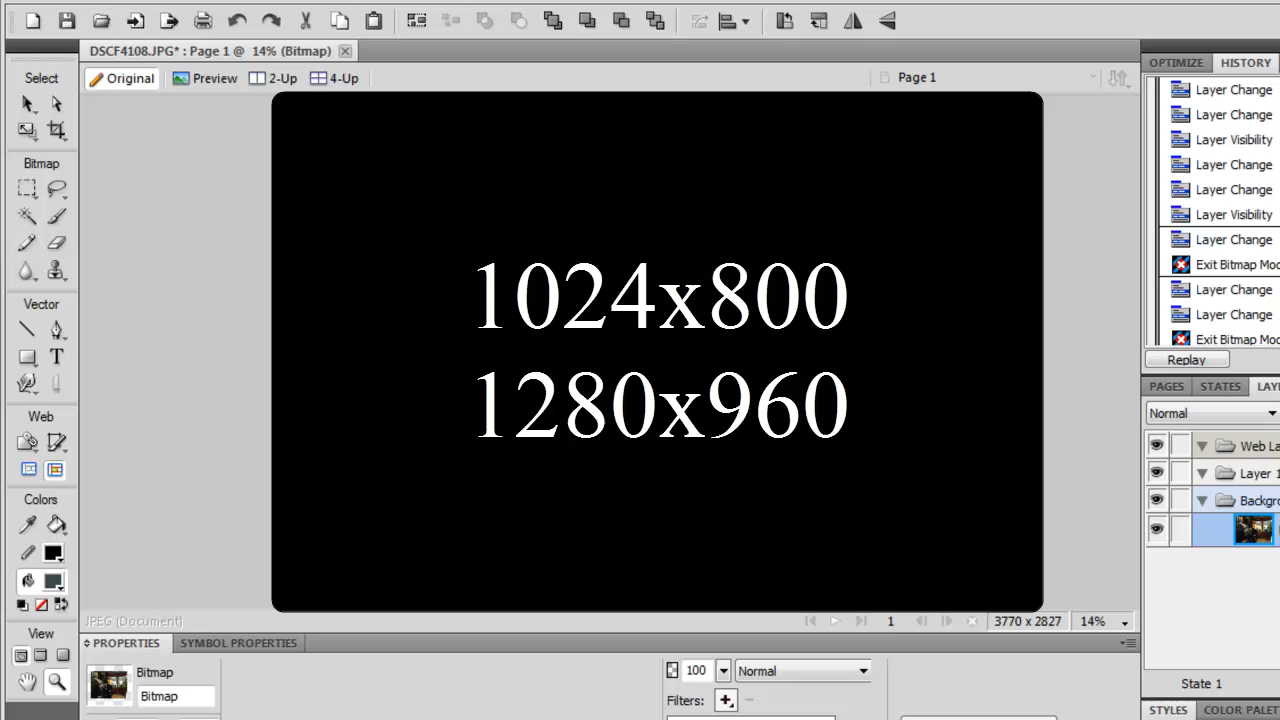 DSCF4108.JPG* : Page 1 @ 14% (Bitmap)
Original Preview 2-Up 4-Up Page 1
Select
Bitmap
Vector
Web
Colors
View
1024x800
1280x960
OPTIMIZE HISTORY
Layer Change
Layer Change
Layer Visibility
Layer Change
Layer Change
Layer Visibility
Layer Change
Exit Bitmap Mod
Layer Change
Layer Change
Exit Bitmap Mod
Replay
PAGES STATES LAY
Normal
Web La
Layer 1
Backgro
State 1
STYLES COLOR PALET
JPEG (Document) 1 3770 x 2827 14%
PROPERTIES SYMBOL PROPERTIES
Bitmap
Bitmap
100 Normal
Filters: